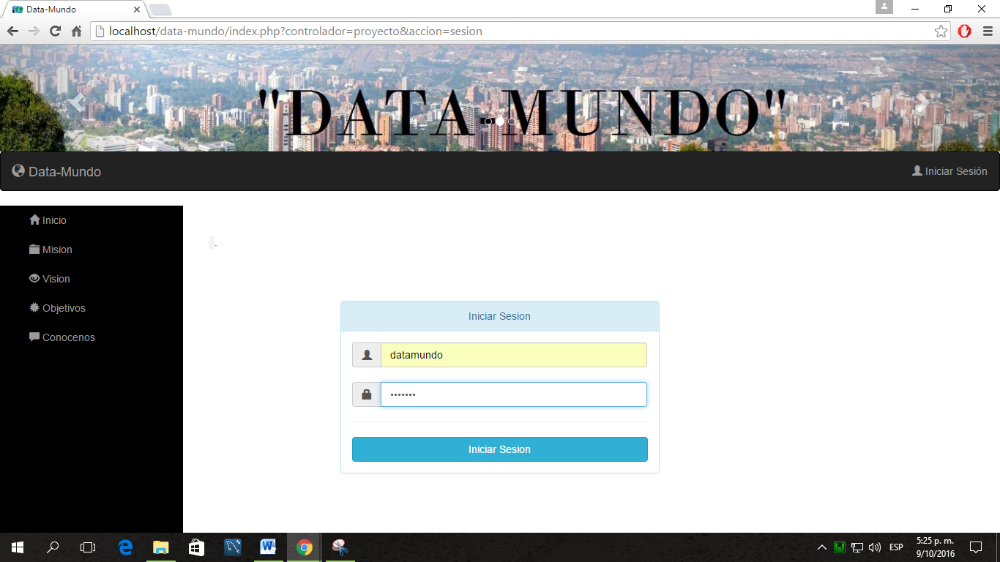 Data-Mundo
localhost/data-mundo/index.php?controlador=proyecto&accion=sesion
"DATA-MUNDO"
Data-Mundo
Iniciar Sesión
Inicio
Mision
Vision
Objetivos
Conocenos
.
Iniciar Sesion
datamundo
•••••••
Iniciar Sesion
ESP
5:25 p. m.
9/10/2016